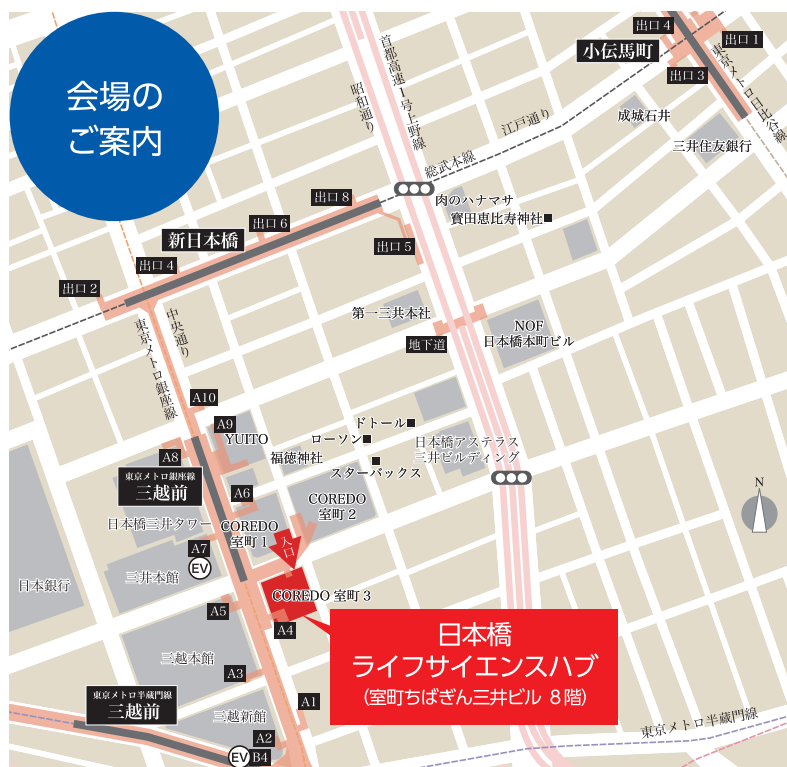 会場の
ご案内
出口 4
出口 1
小伝馬町
出口 3
東京メトロ日比谷線
首都高速1号上野線
昭和通り
江戸通り
成城石井
三井住友銀行
総武本線
出口 8
肉のハナマサ
寶田恵比寿神社
出口 6
新日本橋
出口 5
出口 4
出口 2
第一三共本社
中央通り
東京メトロ銀座線
NOF
日本橋本町ビル
地下道
A10
A9
YUITO
ドトール
ローソン
日本橋アステラス
三井ビルディング
A8
福徳神社
スターバックス
東京メトロ銀座線
三越前
A6
COREDO
室町 2
日本橋三井タワー
COREDO
室町 1
入口
N
A7
EV
三井本館
日本銀行
COREDO 室町 3
A5
A4
日本橋
ライフサイエンスハブ
(室町ちばぎん三井ビル 8階)
三越本館
A3
東京メトロ半蔵門線
三越前
A1
三越新館
東京メトロ半蔵門線
A2
EV
B4